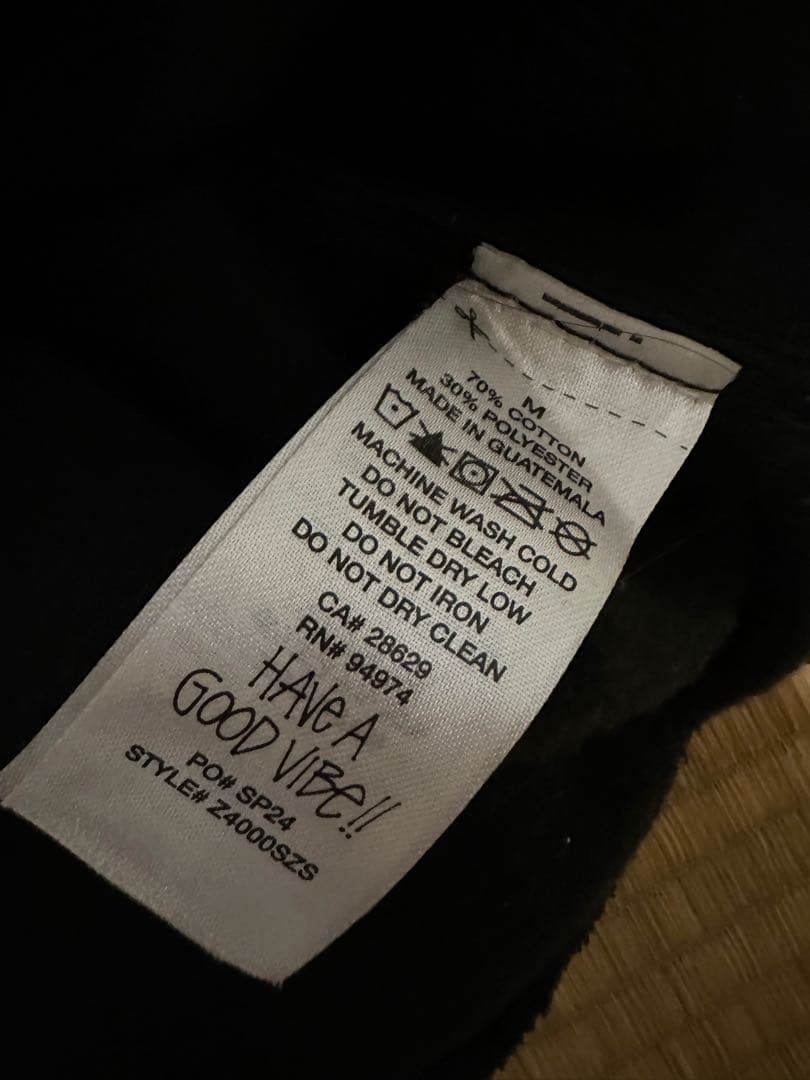 M
70% COTTON
30% POLYESTER
MADE IN GUATEMALA
MACHINE WASH COLD
DO NOT BLEACH
TUMBLE DRY LOW
DO NOT IRON
DO NOT DRY CLEAN
CA# 28629
RN# 94974
HAVE A
GOOD VIBE!!
PO# SP24
STYLE# Z4000SZS